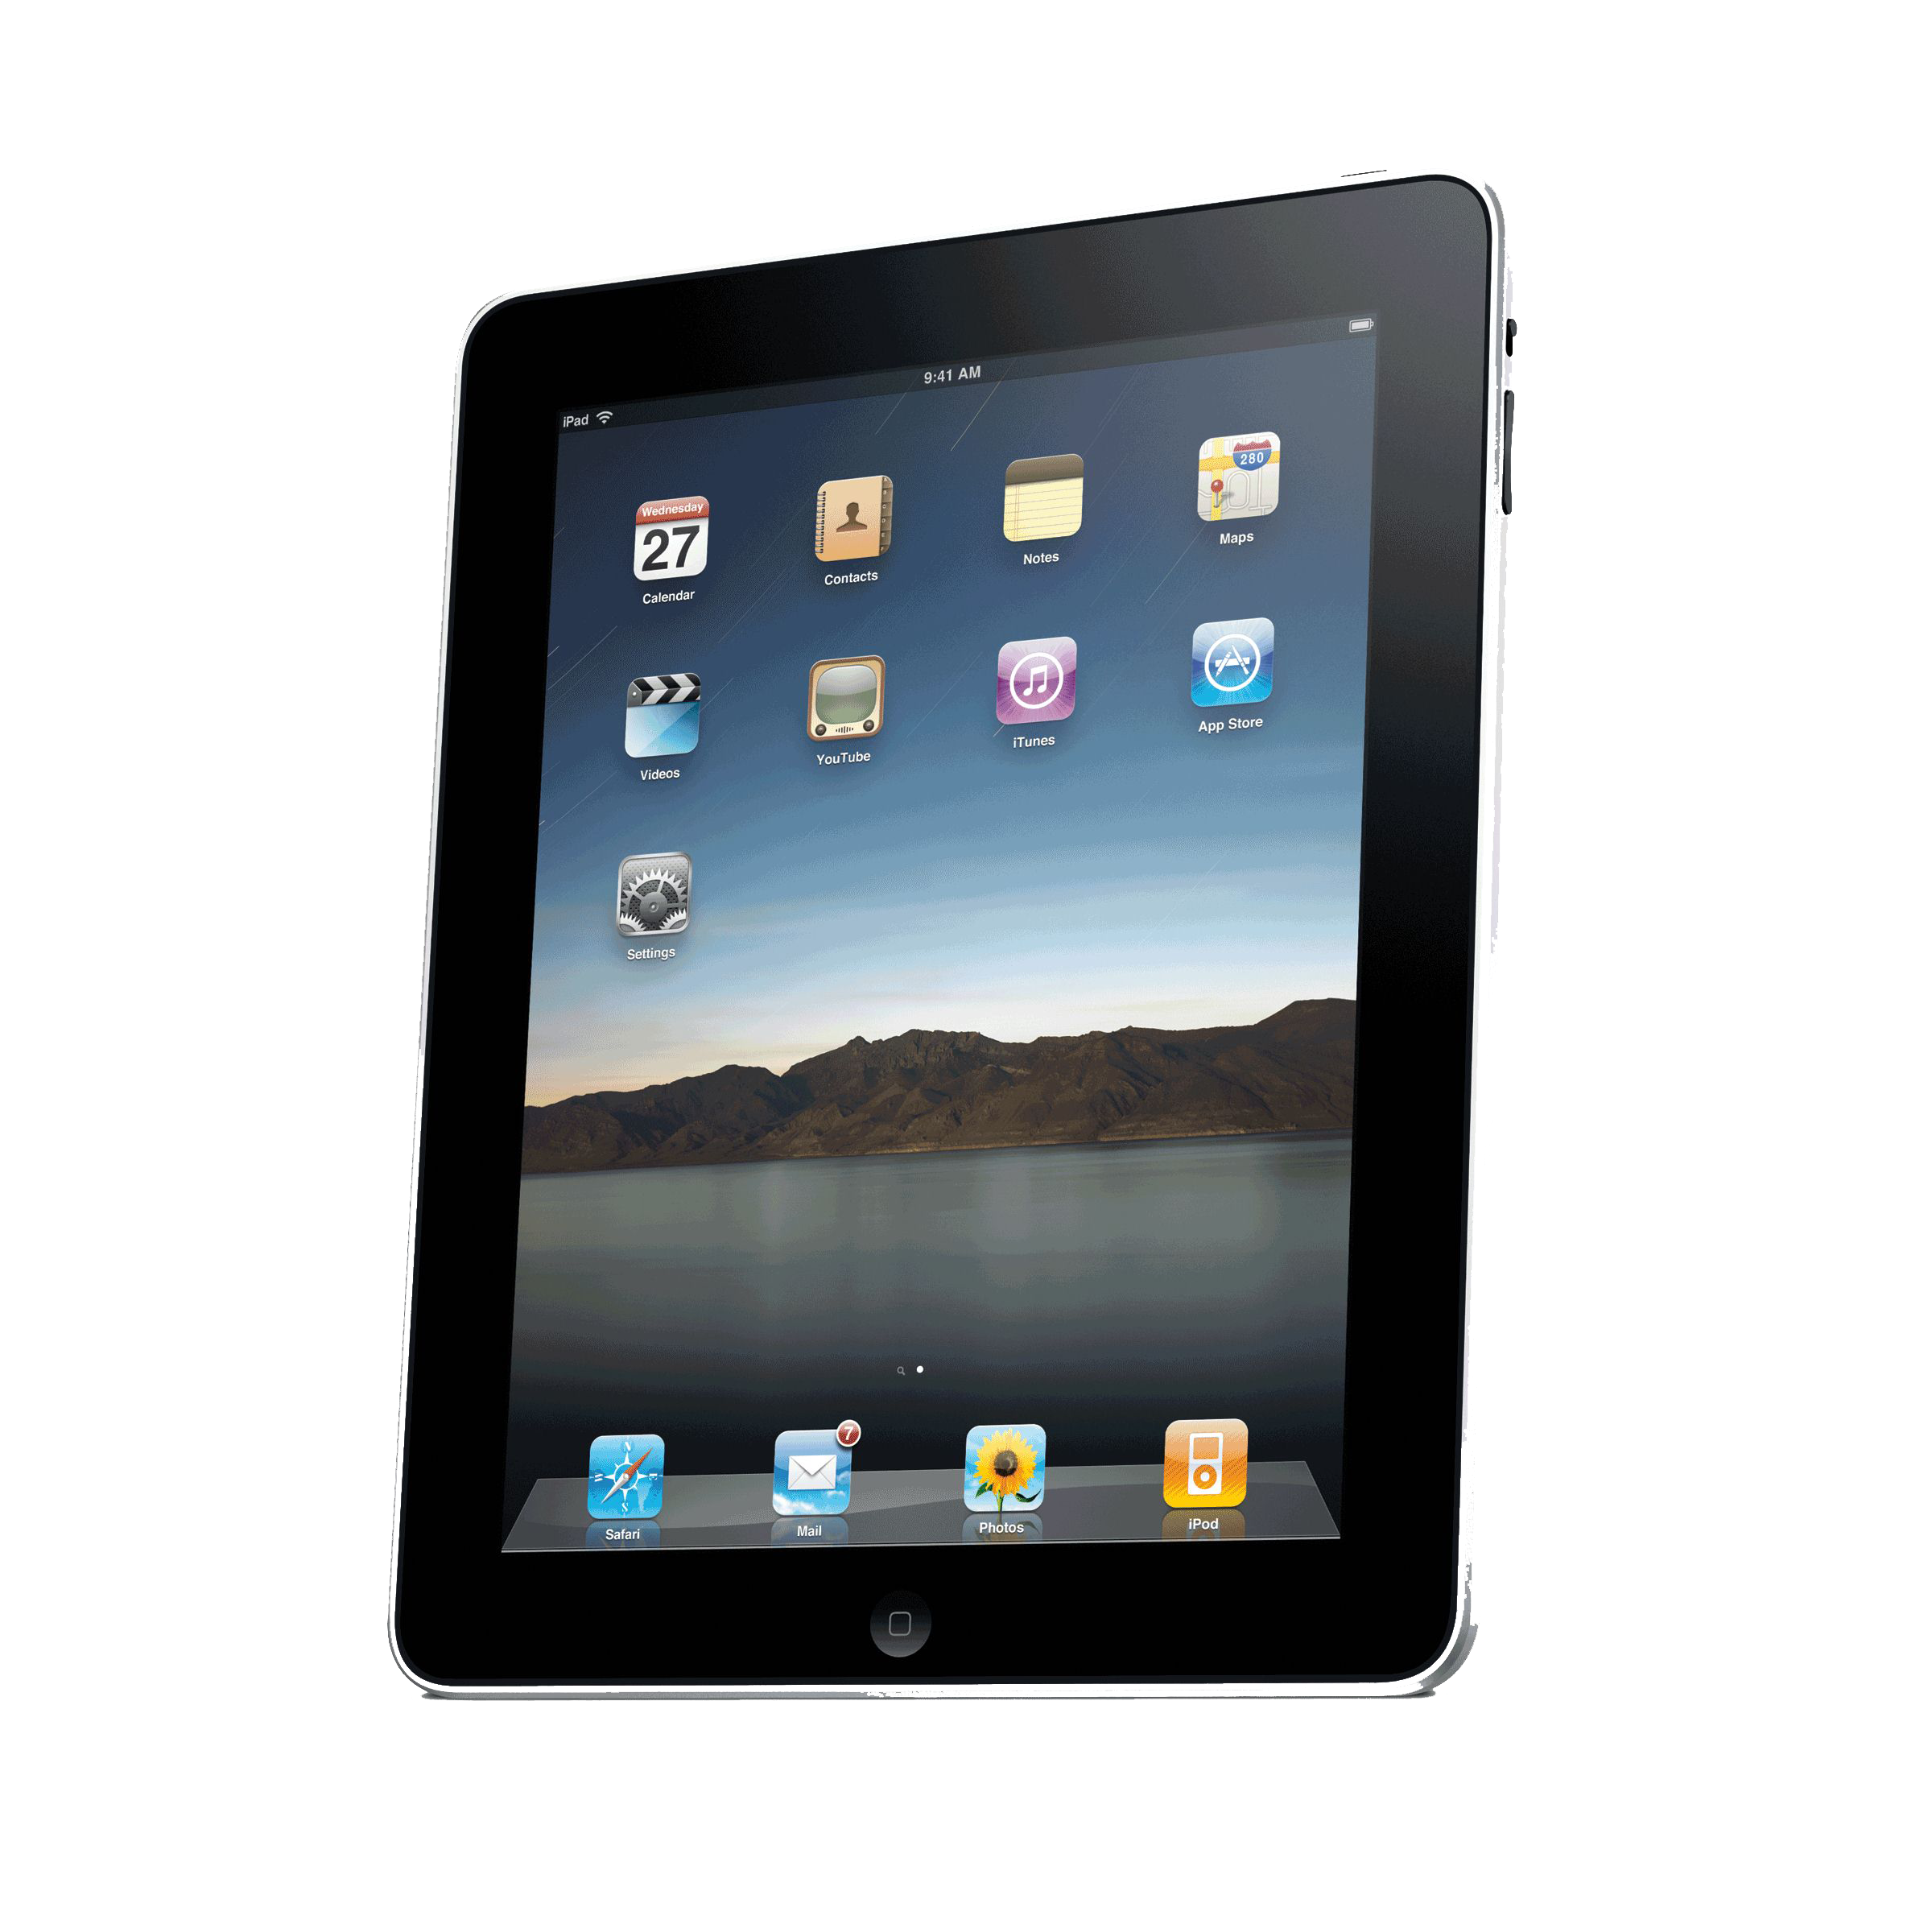 iPad 9:41 AM
Wednesday
27
280
Calendar Contacts Notes Maps
Videos YouTube iTunes App Store
Settings
N
N
7
Safari Mail Photos iPod